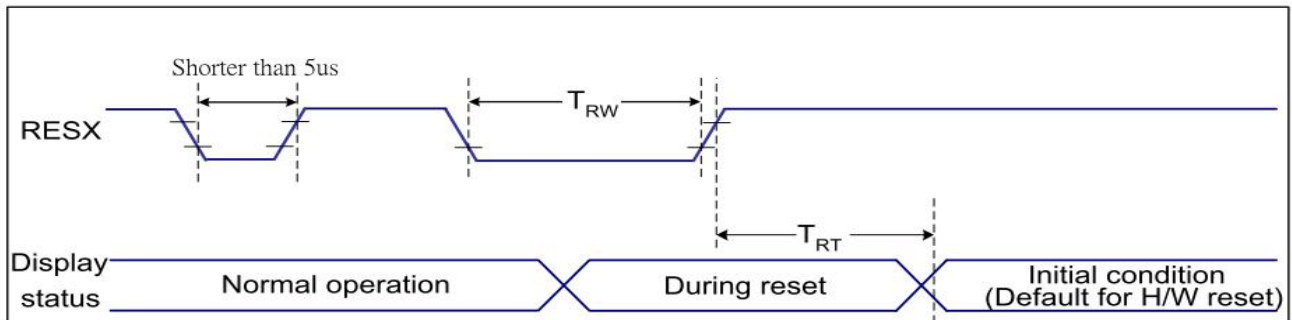 Shorter than 5us
RESX
TRW
TRT
Display
status
Normal operation
During reset
Initial condition
(Default for H/W reset)